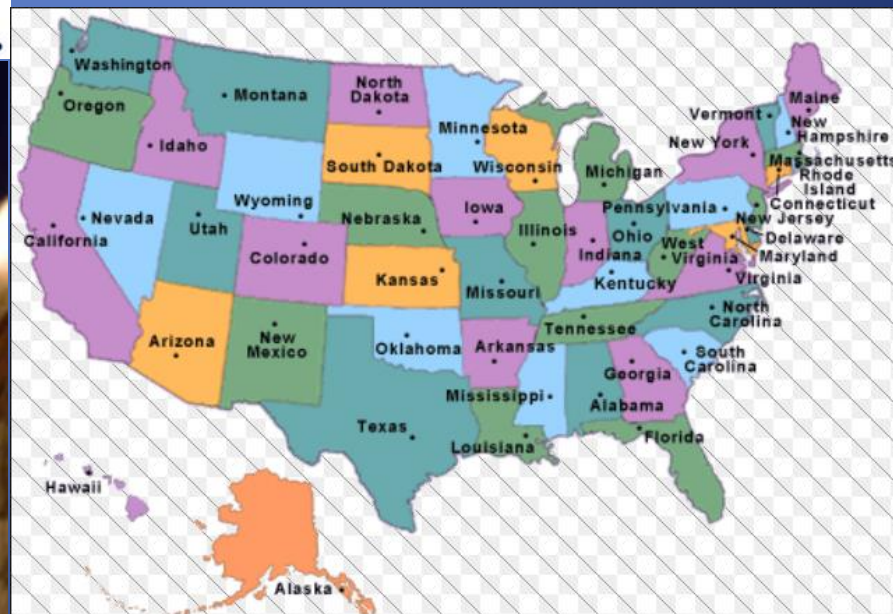 Washington
Oregon
Idaho
Montana
North
Dakota
South Dakota
Minnesota
Wisconsin
Michigan
Wyoming
Nevada
California
Utah
Colorado
Nebraska
Iowa
Illinois
Indiana
Ohio
Pennsylvania
New York
Vermont
Maine
New
Hampshire
Massachusetts
Rhode
Island
Connecticut
New Jersey
Delaware
Maryland
West
Virginia
Virginia
Kentucky
Kansas
Missouri
Arizona
New
Mexico
Oklahoma
Arkansas
Tennessee
North
Carolina
South
Carolina
Georgia
Alabama
Mississippi
Louisiana
Texas
Florida
Hawaii
Alaska